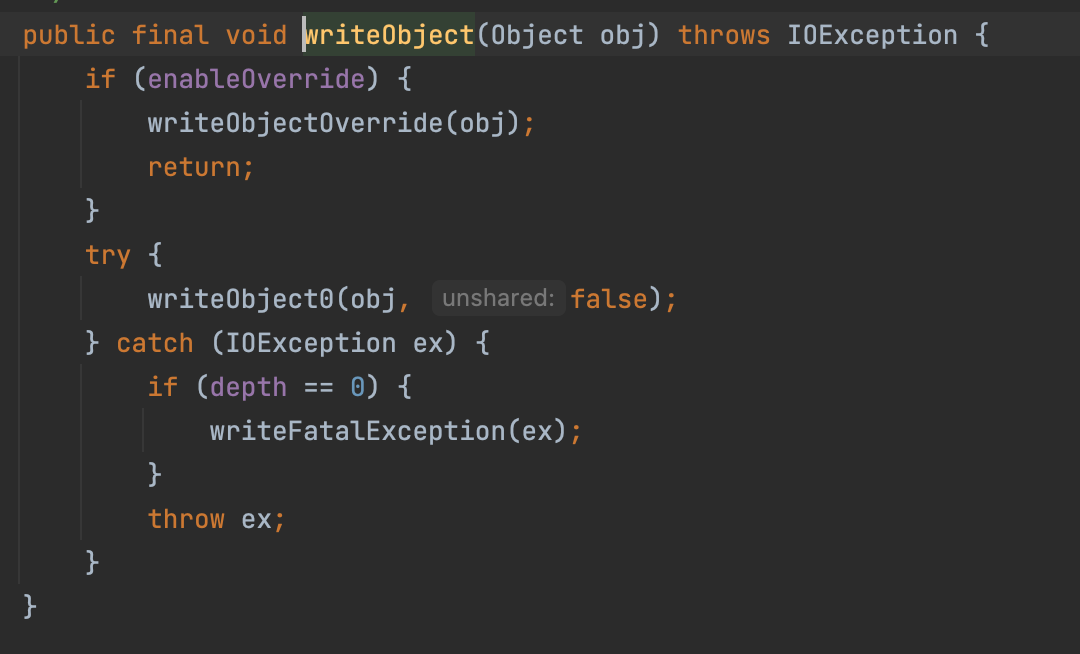 public final void writeObject(Object obj) throws IOException {
if (enableOverride) {
writeObjectOverride(obj);
return;
}
try {
writeObject0(obj, unshared: false);
} catch (IOException ex) {
if (depth == 0) {
writeFatalException(ex);
}
throw ex;
}
}